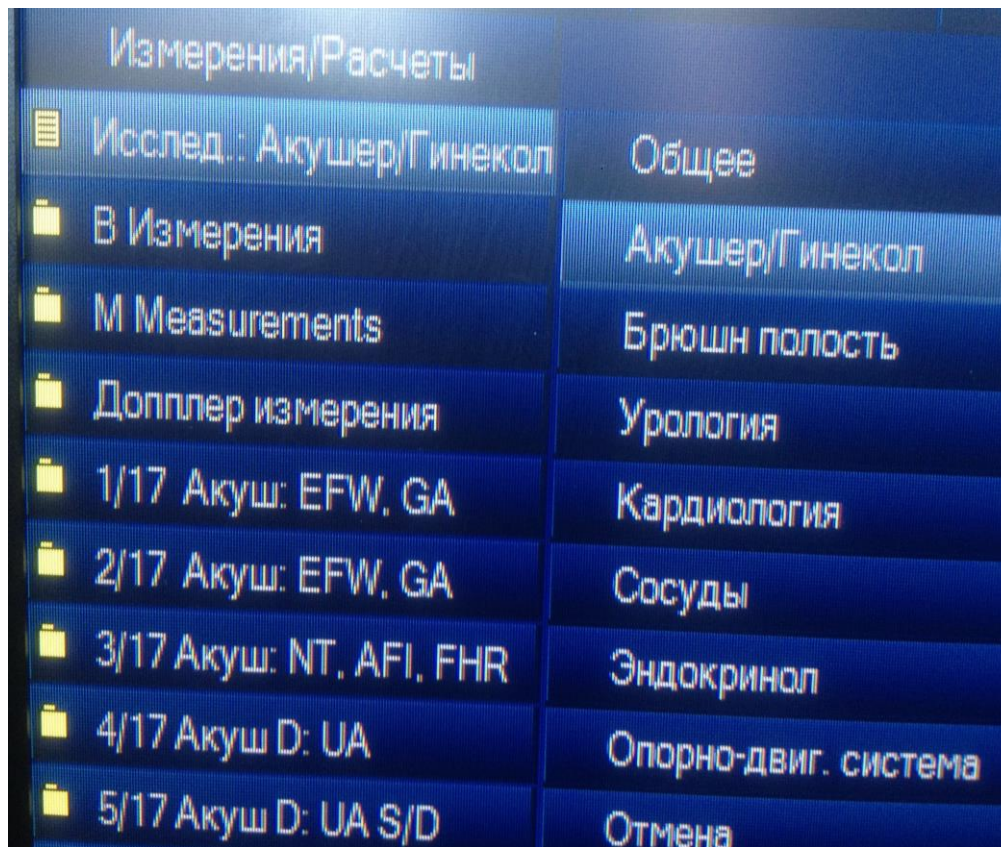 Измерения/Расчеты
Исслед.: Акушер/Гинекол
В Измерения
M Measurements
Допплер измерения
1/17 Акуш: EFW, GA
2/17 Акуш: EFW, GA
3/17 Акуш: NT, AFI, FHR
4/17 Акуш D: UA
5/17 Акуш D: UA S/D
Общее
Акушер/Гинекол
Брюшн полость
Урология
Кардиология
Сосуды
Эндокринол
Опорно-двиг. система
Отмена